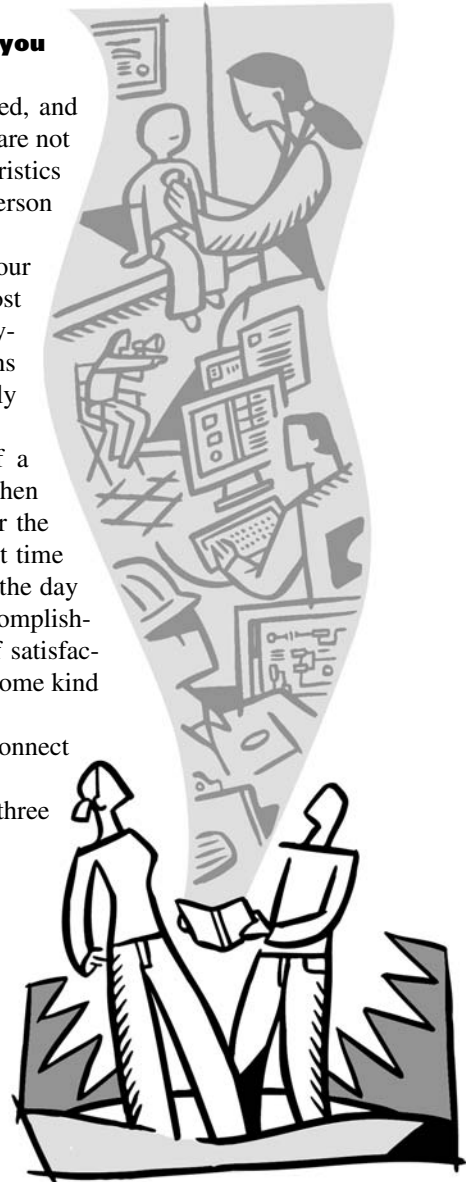 you
ed, and
are not
ristics
erson
our
ost
y-
ns
ly
f a
hen
r the
t time
the day
omplish-
f satisfac-
ome kind
onnect
three